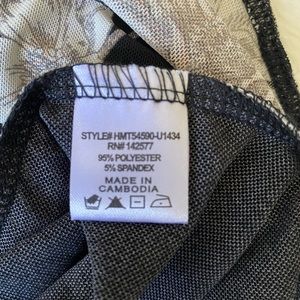 STYLE# HMT54590-U1434
RN# 142577
95% POLYESTER
5% SPANDEX
MADE IN
CAMBODIA